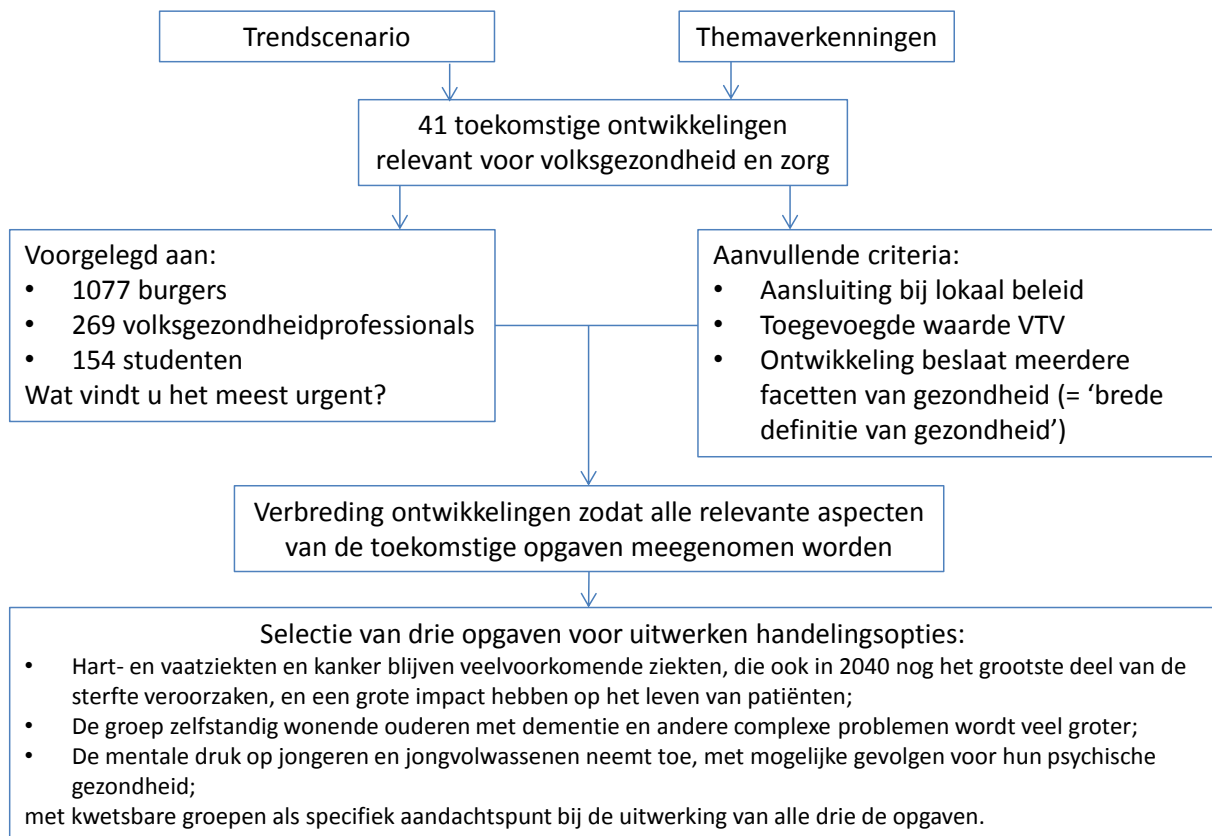 Trendscenario
Themaverkenningen
41 toekomstige ontwikkelingen
relevant voor volksgezondheid en zorg
Voorgelegd aan:
• 1077 burgers
• 269 volksgezondheidprofessionals
• 154 studenten
Wat vindt u het meest urgent?
Aanvullende criteria:
• Aansluiting bij lokaal beleid
• Toegevoegde waarde VTV
• Ontwikkeling beslaat meerdere
facetten van gezondheid (= ‘brede
definitie van gezondheid’)
Verbreding ontwikkelingen zodat alle relevante aspecten
van de toekomstige opgaven meegenomen worden
Selectie van drie opgaven voor uitwerken handelingsopties:
• Hart- en vaatziekten en kanker blijven veelvoorkomende ziekten, die ook in 2040 nog het grootste deel van de
sterfte veroorzaken, en een grote impact hebben op het leven van patiënten;
• De groep zelfstandig wonende ouderen met dementie en andere complexe problemen wordt veel groter;
• De mentale druk op jongeren en jongvolwassenen neemt toe, met mogelijke gevolgen voor hun psychische
gezondheid;
met kwetsbare groepen als specifiek aandachtspunt bij de uitwerking van alle drie de opgaven.